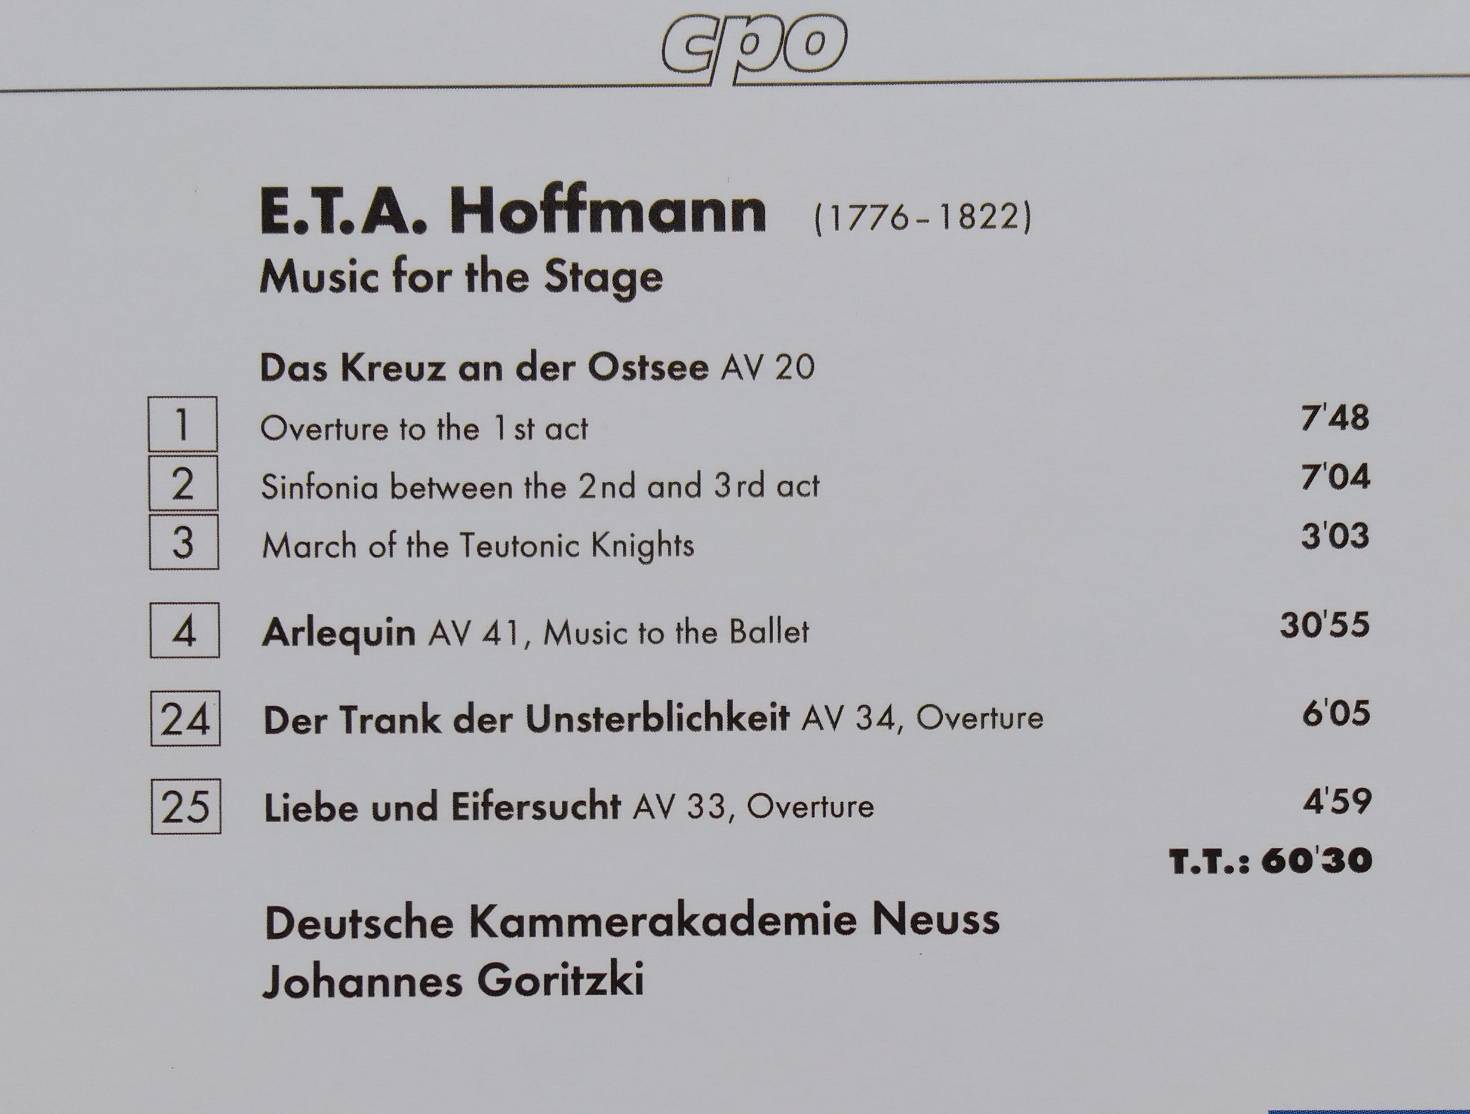 cpo
E.T.A. Hoffmann (1776-1822)
Music for the Stage
Das Kreuz an der Ostsee AV 20
1 Overture to the 1st act 7'48
2 Sinfonia between the 2nd and 3rd act 7'04
3 March of the Teutonic Knights 3'03
4 Arlequin AV 41, Music to the Ballet 30'55
24 Der Trank der Unsterblichkeit AV 34, Overture 6'05
25 Liebe und Eifersucht AV 33, Overture 4'59
T.T.: 60'30
Deutsche Kammerakademie Neuss
Johannes Goritzki